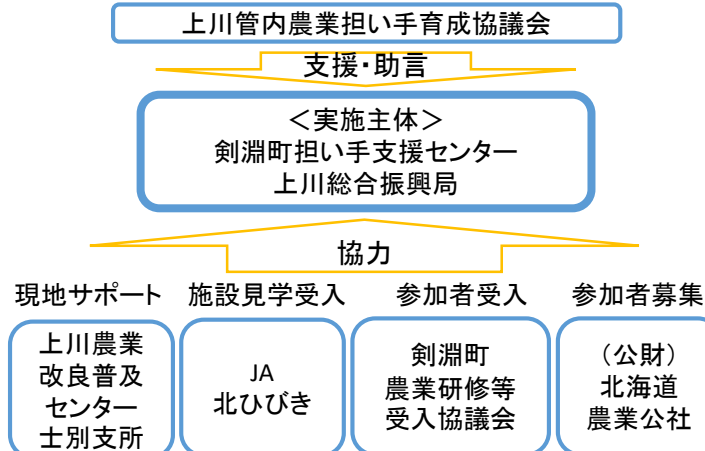 上川管内農業担い手育成協議会
支援・助言
＜実施主体＞
剣淵町担い手支援センター
上川総合振興局
協力
現地サポート
上川農業
改良普及
センター
士別支所
施設見学受入
JA
北ひびき
参加者受入
剣淵町
農業研修等
受入協議会
参加者募集
（公財）
北海道
農業公社